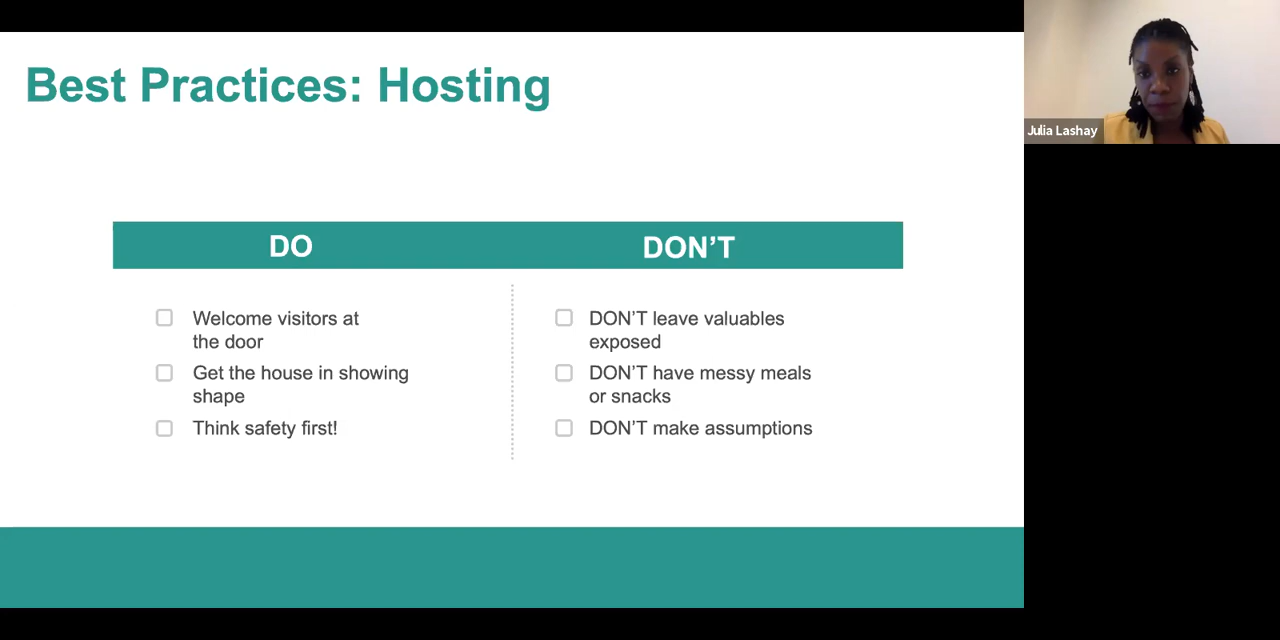 Best Practices: Hosting
Julia Lashay
DO
DON’T
Welcome visitors at
the door
Get the house in showing
shape
Think safety first!
DON’T leave valuables
exposed
DON’T have messy meals
or snacks
DON’T make assumptions